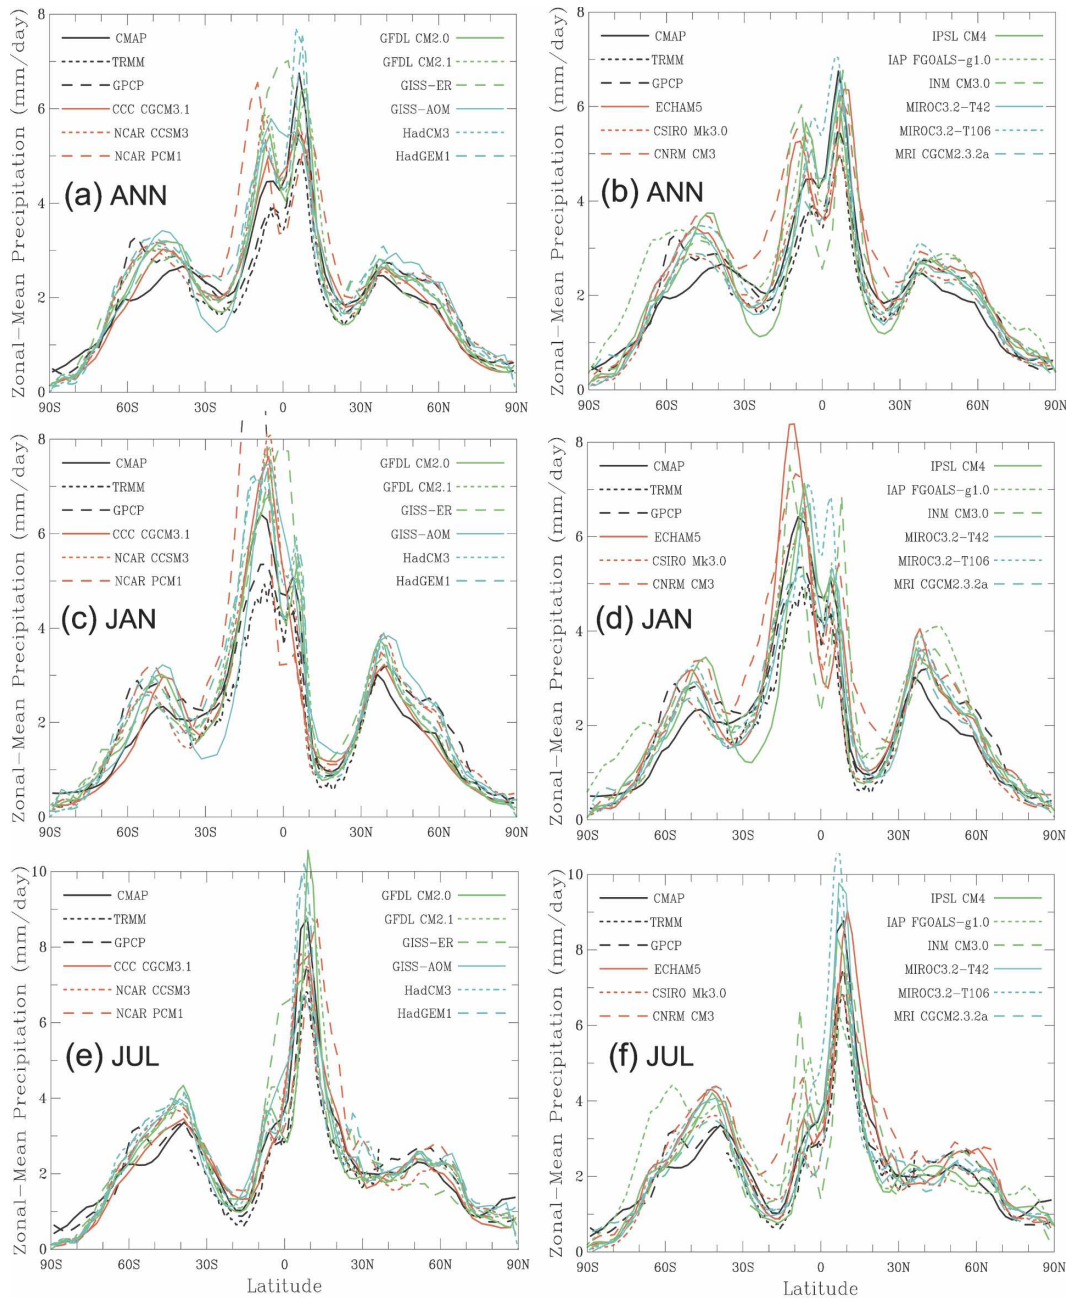 Zonal-Mean Precipitation (mm/day)
8
6
4
2
0
CMAP
TRMM
GPCP
CCC CGCM3.1
NCAR CCSM3
NCAR PCM1
GFDL CM2.0
GFDL CM2.1
GISS-ER
GISS-AOM
HadCM3
HadGEM1
(a) ANN
90S 60S 30S 0 30N 60N 90N
Zonal-Mean Precipitation (mm/day)
8
6
4
2
0
CMAP
TRMM
GPCP
ECHAM5
CSIRO Mk3.0
CNRM CM3
IPSL CM4
IAP FGOALS-g1.0
INM CM3.0
MIROC3.2-T42
MIROC3.2-T106
MRI CGCM2.3.2a
(b) ANN
90S 60S 30S 0 30N 60N 90N
Zonal-Mean Precipitation (mm/day)
8
6
4
2
0
CMAP
TRMM
GPCP
CCC CGCM3.1
NCAR CCSM3
NCAR PCM1
GFDL CM2.0
GFDL CM2.1
GISS-ER
GISS-AOM
HadCM3
HadGEM1
(c) JAN
90S 60S 30S 0 30N 60N 90N
Zonal-Mean Precipitation (mm/day)
8
6
4
2
0
CMAP
TRMM
GPCP
ECHAM5
CSIRO Mk3.0
CNRM CM3
IPSL CM4
IAP FGOALS-g1.0
INM CM3.0
MIROC3.2-T42
MIROC3.2-T106
MRI CGCM2.3.2a
(d) JAN
90S 60S 30S 0 30N 60N 90N
Zonal-Mean Precipitation (mm/day)
10
8
6
4
2
0
CMAP
TRMM
GPCP
CCC CGCM3.1
NCAR CCSM3
NCAR PCM1
GFDL CM2.0
GFDL CM2.1
GISS-ER
GISS-AOM
HadCM3
HadGEM1
(e) JUL
90S 60S 30S 0 30N 60N 90N
Latitude
Zonal-Mean Precipitation (mm/day)
10
8
6
4
2
0
CMAP
TRMM
GPCP
ECHAM5
CSIRO Mk3.0
CNRM CM3
IPSL CM4
IAP FGOALS-g1.0
INM CM3.0
MIROC3.2-T42
MIROC3.2-T106
MRI CGCM2.3.2a
(f) JUL
90S 60S 30S 0 30N 60N 90N
Latitude